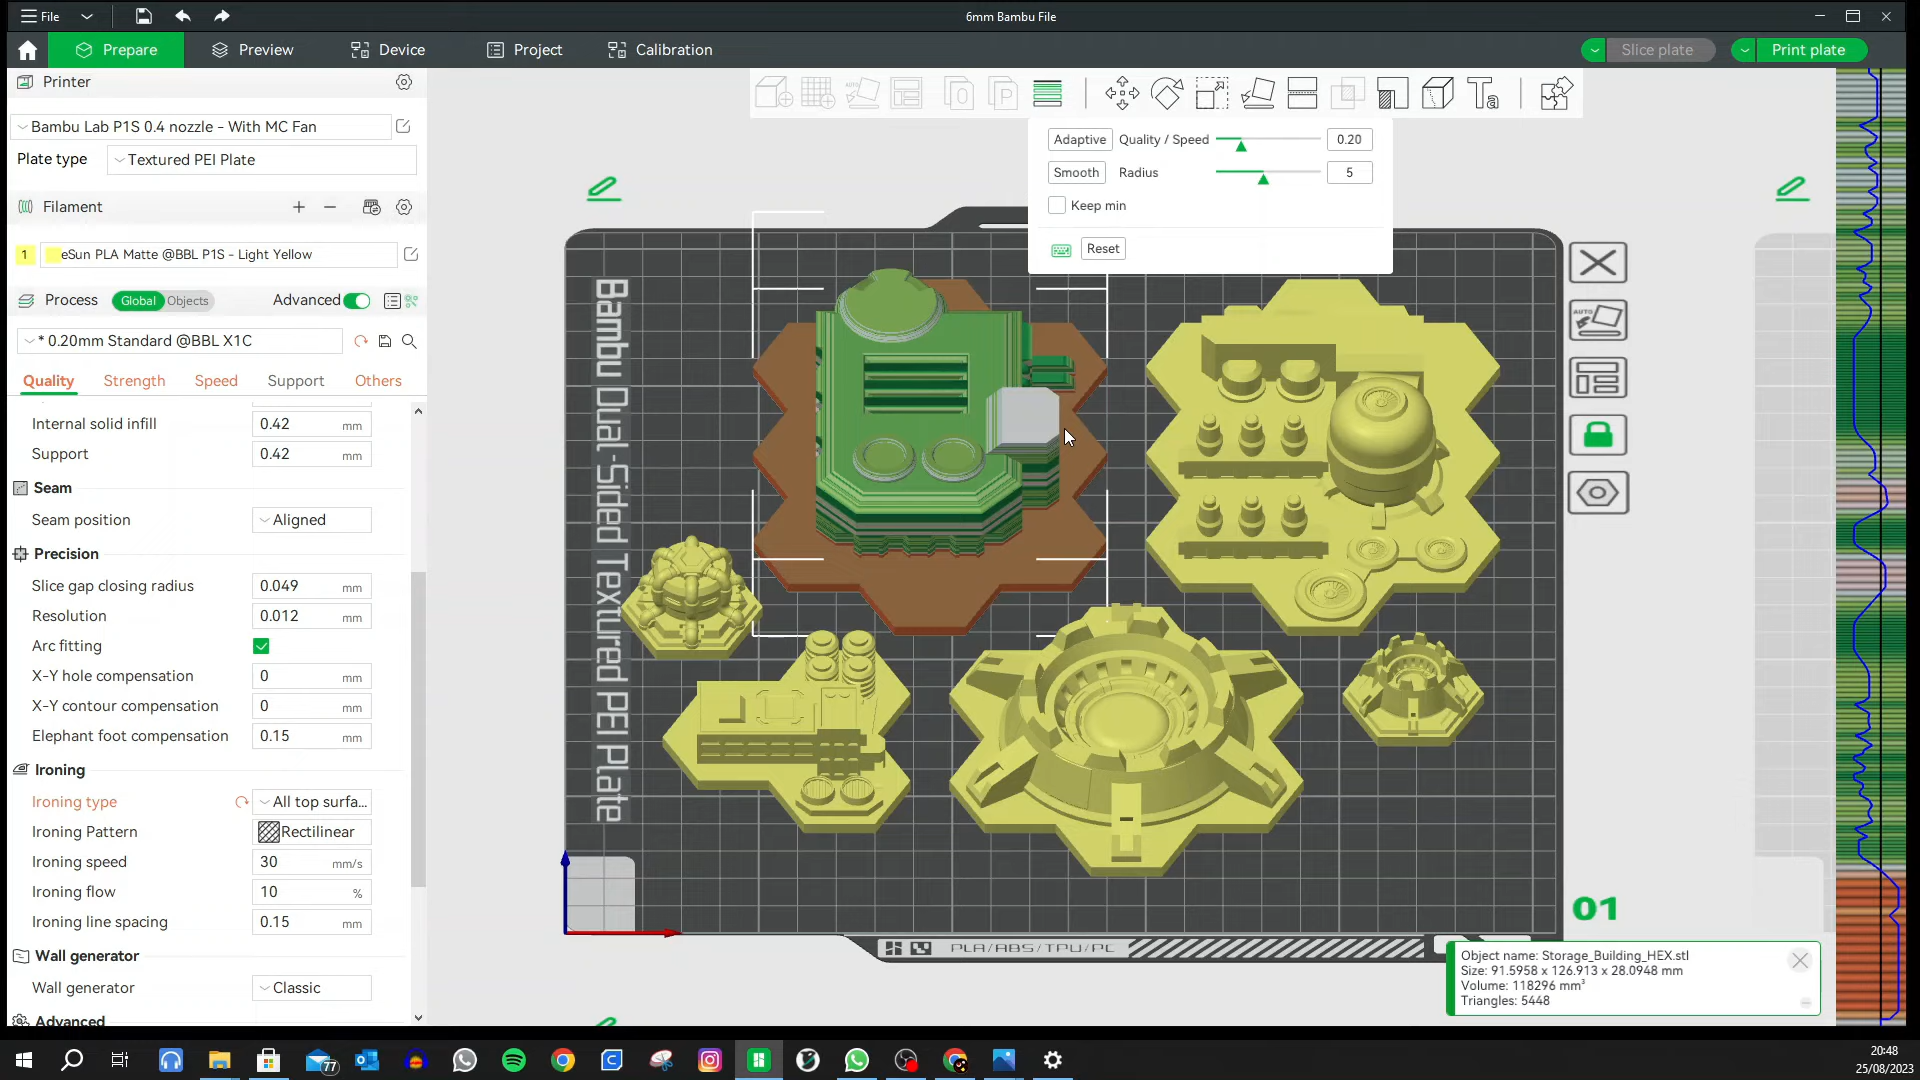 File
6mm Bambu File
Prepare
Preview
Device
Project
Calibration
Slice plate
Print plate
Printer
Bambu Lab P1S 0.4 nozzle - With MC Fan
Plate type
Textured PEI Plate
Filament
1
eSun PLA Matte @BBL P1S - Light Yellow
Process
Global
Objects
Advanced
* 0.20mm Standard @BBL X1C
Quality
Strength
Speed
Support
Others
Internal solid infill
0.42 mm
Support
0.42 mm
Seam
Seam position
Aligned
Precision
Slice gap closing radius
0.049 mm
Resolution
0.012 mm
Arc fitting
X-Y hole compensation
0 mm
X-Y contour compensation
0 mm
Elephant foot compensation
0.15 mm
Ironing
Ironing type
All top surfa...
Ironing Pattern
Rectilinear
Ironing speed
30 mm/s
Ironing flow
10 %
Ironing line spacing
0.15 mm
Wall generator
Wall generator
Classic
Advanced
Adaptive
Quality / Speed
0.20
Smooth
Radius
5
Keep min
Reset
Bambu Dual-Sided Textured PEI Plate
AUTO
PLA/ABS/TPU/PC
01
Object name: Storage_Building_HEX.stl
Size: 91.5958 x 126.913 x 28.0948 mm
Volume: 118296 mm³
Triangles: 5448
77
20:48
25/08/2023